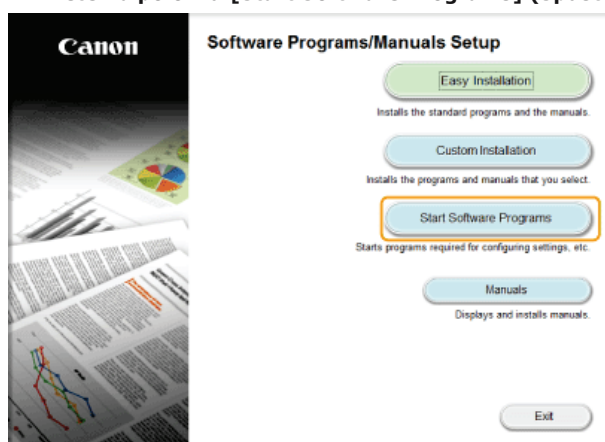 Canon
Software Programs/Manuals Setup
Easy Installation
Installs the standard programs and the manuals.
Custom Installation
Installs the programs and manuals that you select.
Start Software Programs
Starts programs required for configuring settings, etc.
Manuals
Displays and installs manuals.
Exit